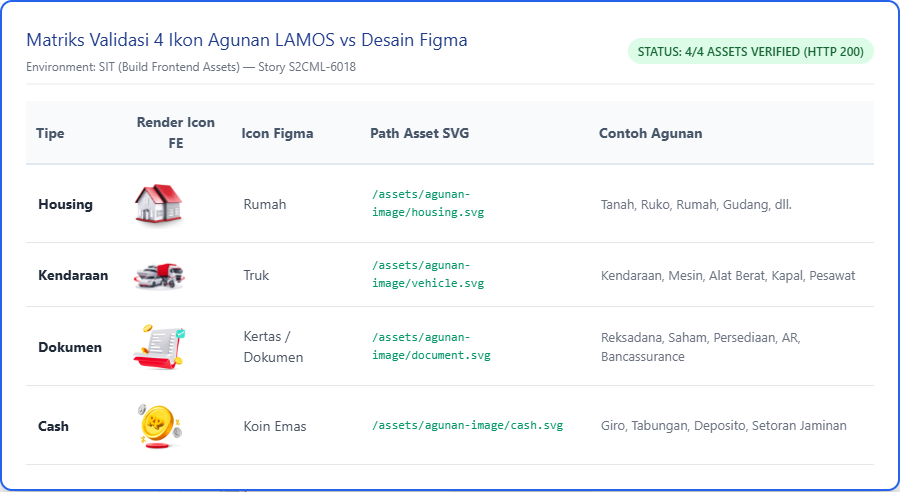 Matriks Validasi 4 Ikon Agunan LAMOS vs Desain Figma
Environment: SIT (Build Frontend Assets) — Story S2CML-6018
STATUS: 4/4 ASSETS VERIFIED (HTTP 200)
Tipe
Render Icon
FE
Icon Figma
Path Asset SVG
Contoh Agunan
Housing
Rumah
/assets/agunan-
image/housing.svg
Tanah, Ruko, Rumah, Gudang, dll.
Kendaraan
Truk
/assets/agunan-
image/vehicle.svg
Kendaraan, Mesin, Alat Berat, Kapal, Pesawat
Dokumen
Kertas /
Dokumen
/assets/agunan-
image/document.svg
Reksadana, Saham, Persediaan, AR,
Bancassurance
Cash
Koin Emas
/assets/agunan-image/cash.svg
Giro, Tabungan, Deposito, Setoran Jaminan